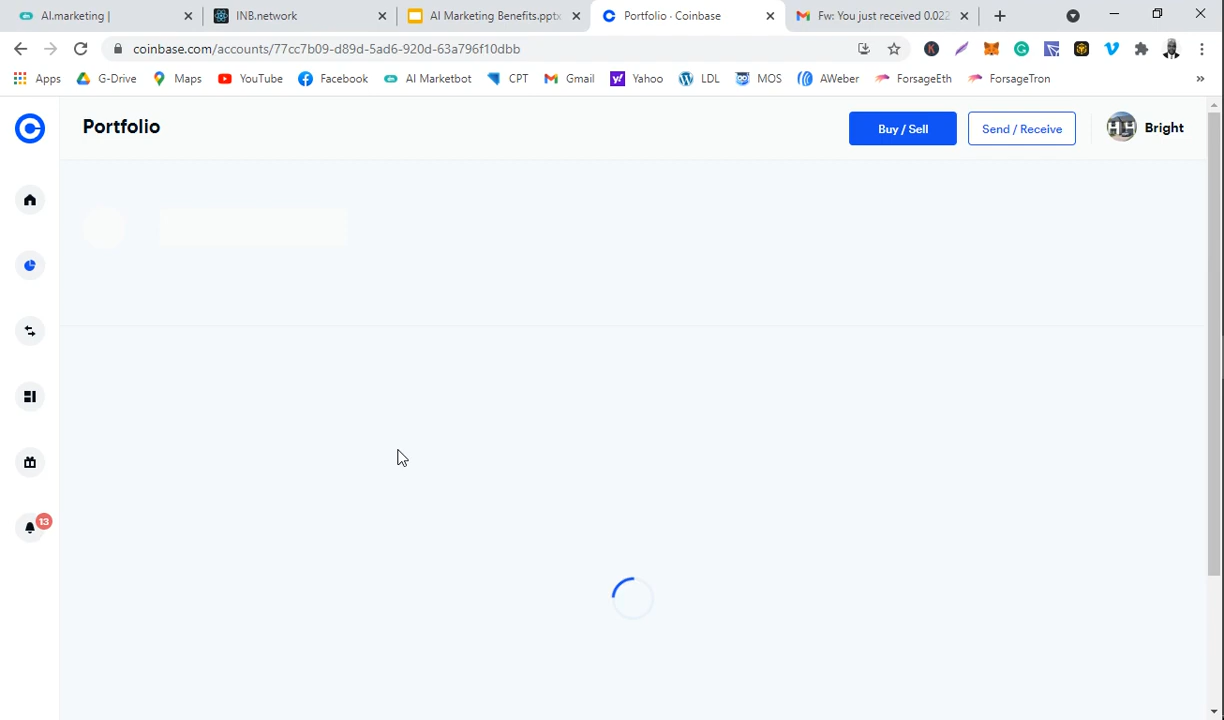 AI.marketing |
INB.network
AI Marketing Benefits.pptx
Portfolio - Coinbase
Fw: You just received 0.022
coinbase.com/accounts/77cc7b09-d89d-5ad6-920d-63a796f10dbb
Apps G-Drive Maps YouTube Facebook AI Marketbot CPT Gmail Yahoo LDL MOS AWeber ForsageEth ForsageTron »
Portfolio
Buy / Sell
Send / Receive
Bright
13